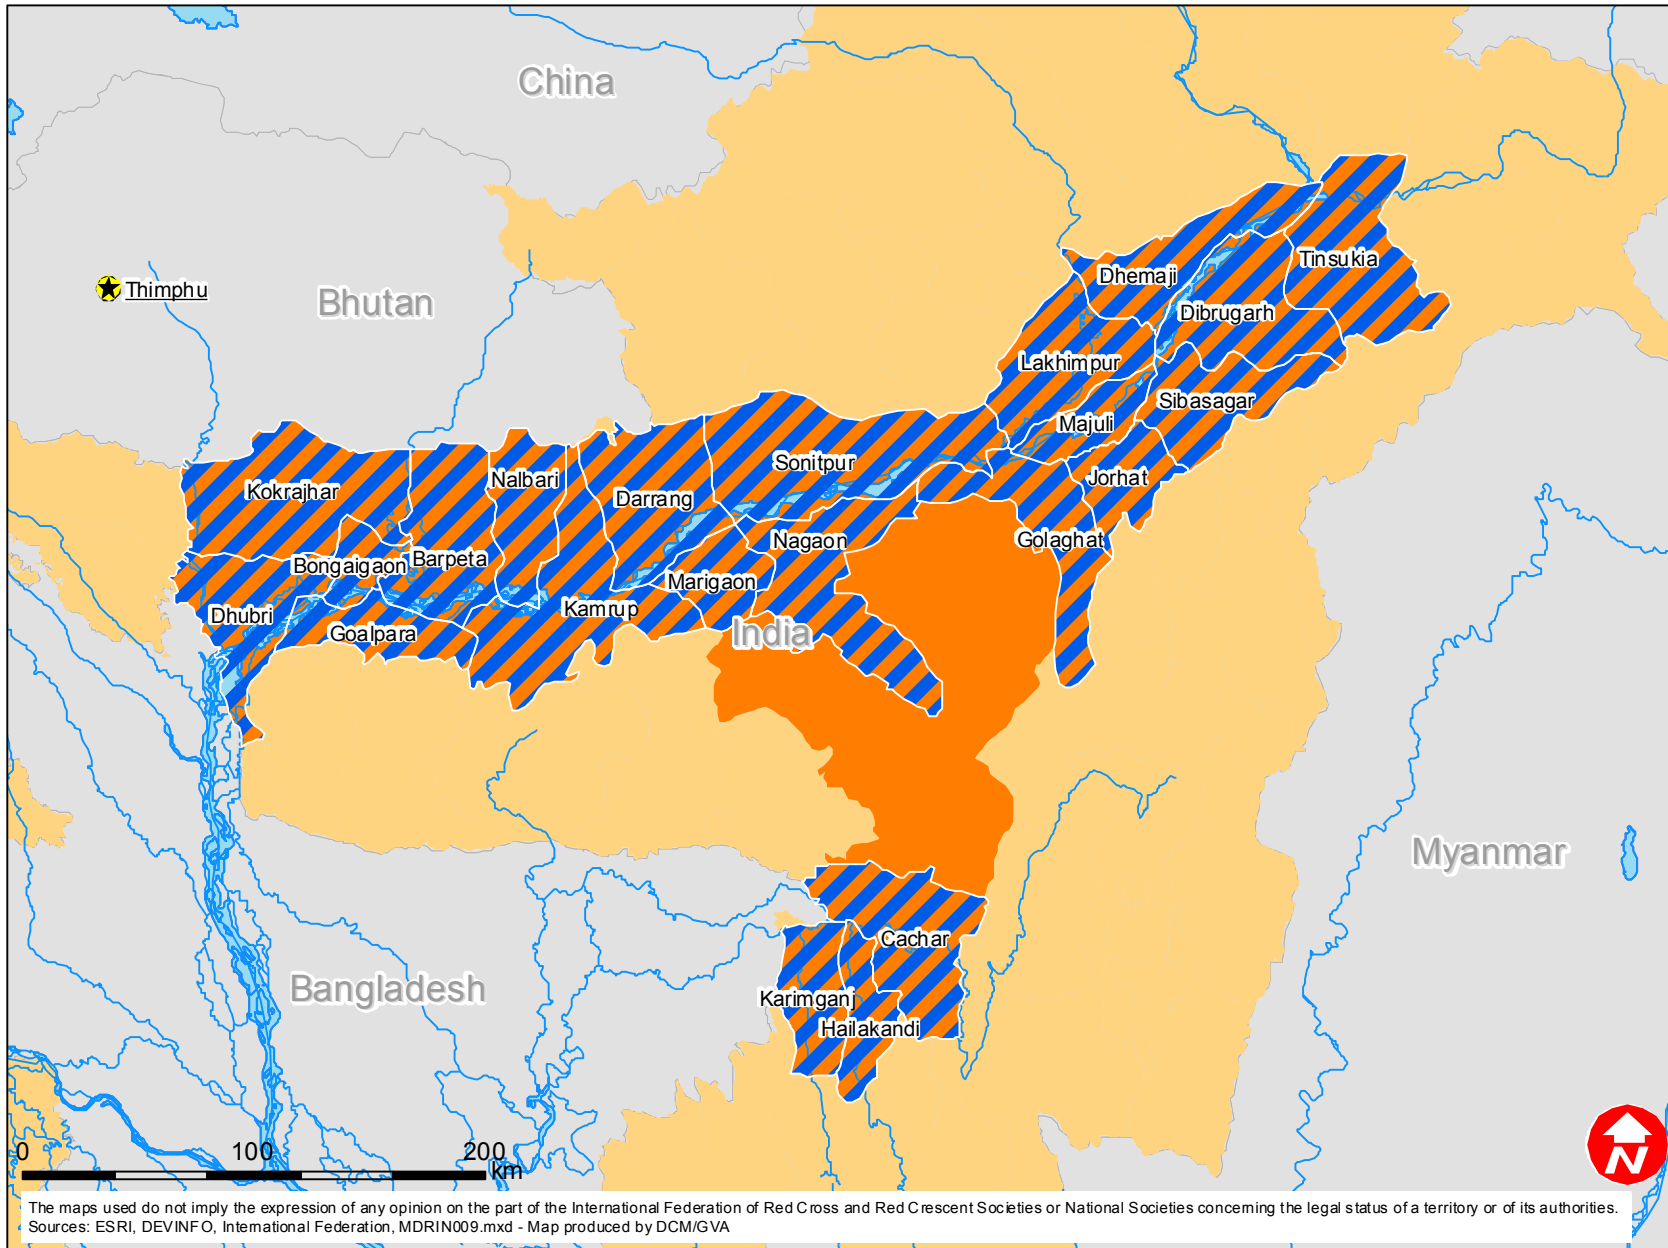 China
Thimphu
Bhutan
Tinsukia
Dhemaji
Dibrugarh
Lakhimpur
Sibasagar
Majuli
Sonitpur
Jorhat
Nalbari
Kokrajhar
Darrang
Golaghat
Nagaon
Barpeta
Bongaigaon
Marigaon
Kamrup
Dhubri
Goalpara
India
Myanmar
Cachar
Bangladesh
Karimganj
Hailakandi
0 100 200
km
N
The maps used do not imply the expression of any opinion on the part of the International Federation of Red Cross and Red Crescent Societies or National Societies concerning the legal status of a territory or of its authorities.
Sources: ESRI, DEVINFO, International Federation, MDRIN009.mxd - Map produced by DCM/GVA